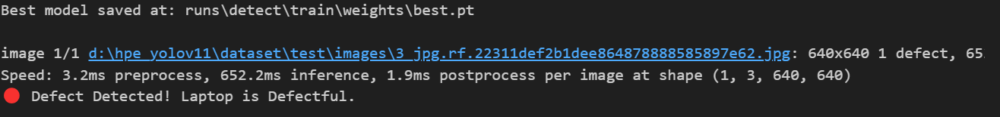 Best model saved at: runs\detect\train\weights\best.pt
image 1/1 d:\hpe_yolov11\dataset\test\images\3_jpg.rf.22311def2b1dee864878888585897e62.jpg: 640x640 1 defect, 65
Speed: 3.2ms preprocess, 652.2ms inference, 1.9ms postprocess per image at shape (1, 3, 640, 640)
Defect Detected! Laptop is Defectful.